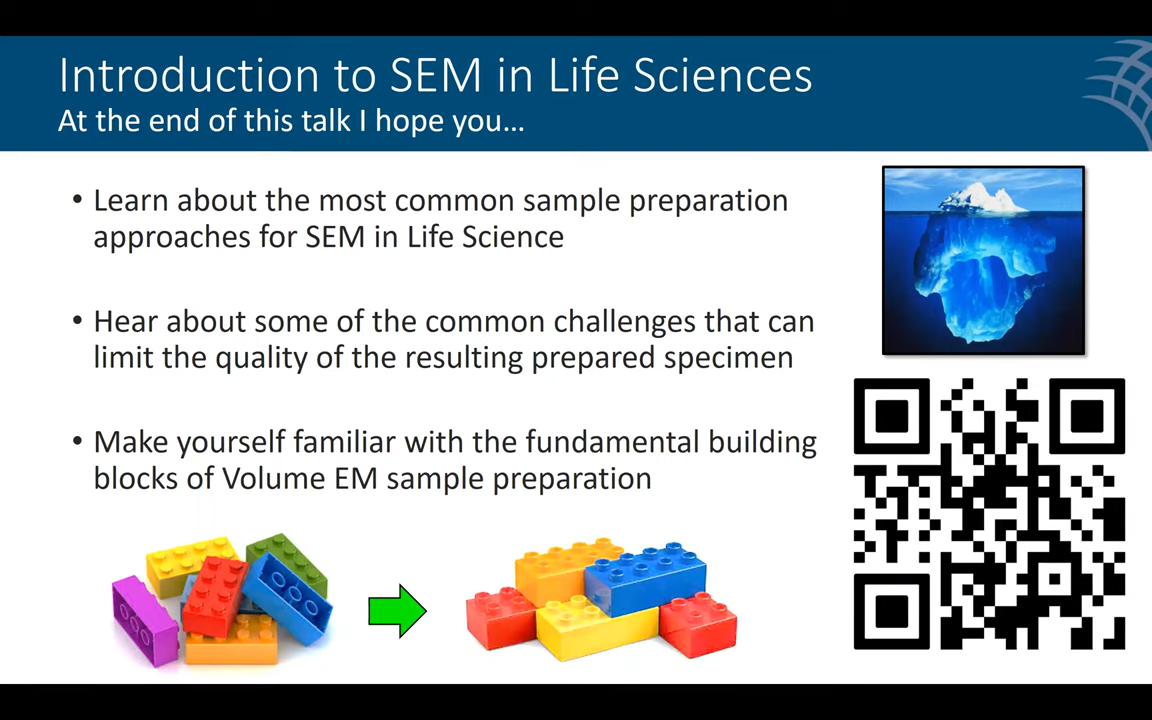 Introduction to SEM in Life Sciences
At the end of this talk I hope you...
• Learn about the most common sample preparation
approaches for SEM in Life Science
• Hear about some of the common challenges that can
limit the quality of the resulting prepared specimen
• Make yourself familiar with the fundamental building
blocks of Volume EM sample preparation